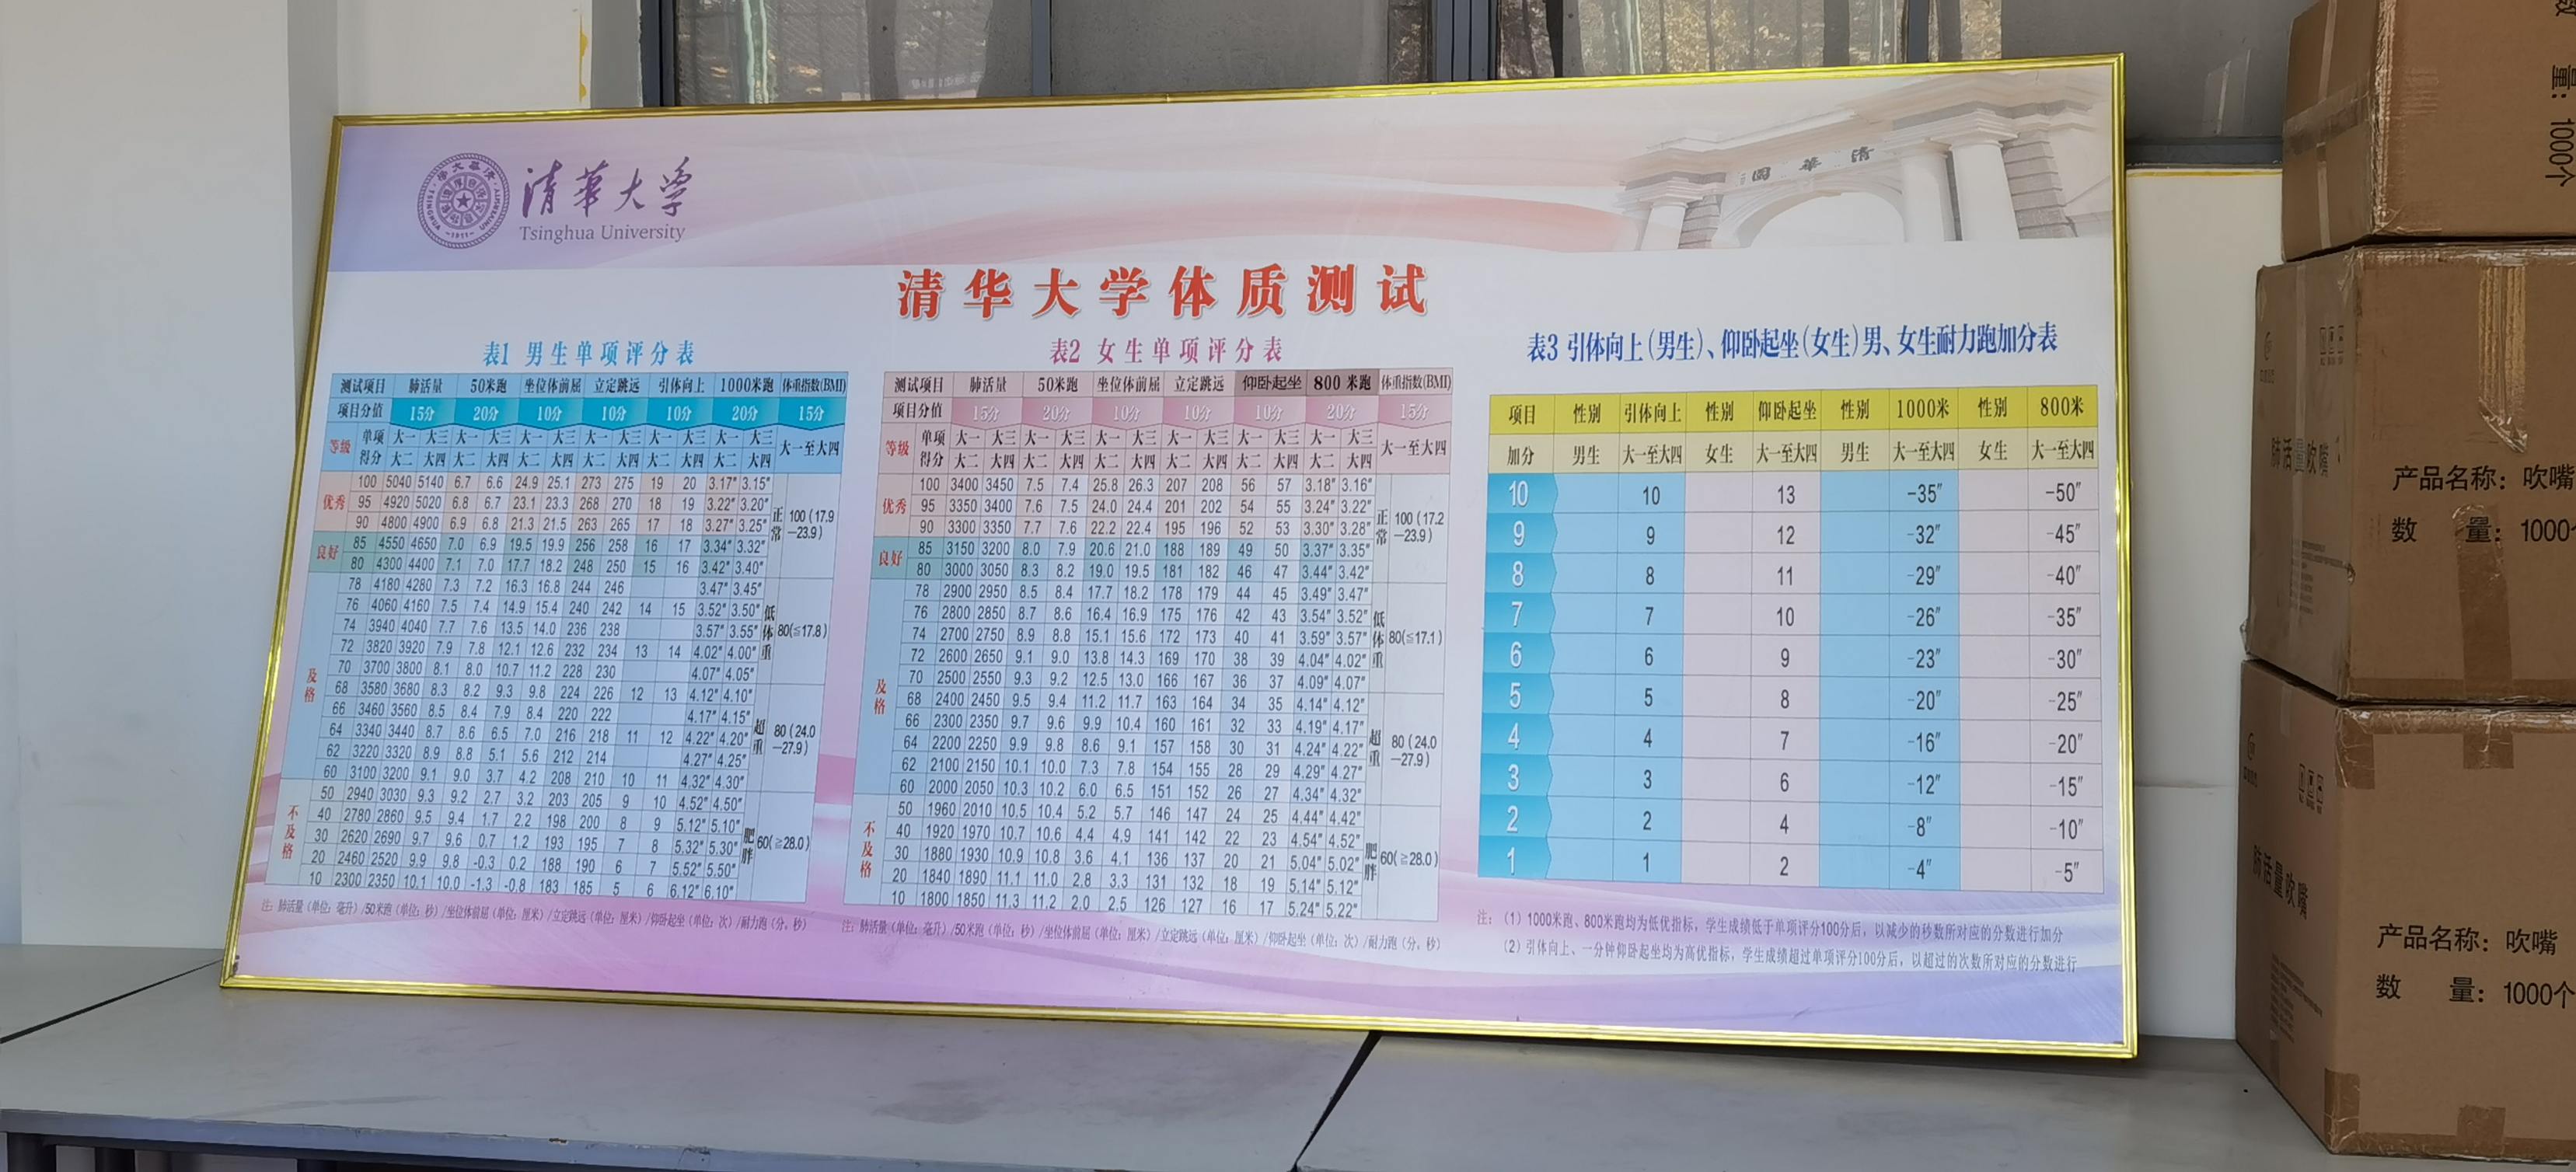 清華大学
Tsinghua University
清华园
清华大学体质测试
表1 男生单项评分表
测试项目 肺活量 50米跑 坐位体前屈 立定跳远 引体向上 1000米跑 体重指数(BMI)
项目分值 15分 20分 10分 10分 10分 20分 15分
等级 单项得分 大一大二 大三大四 大一大二 大三大四 大一大二 大三大四 大一大二 大三大四 大一大二 大三大四 大一大二 大三大四 大一至大四
优秀 100 5040 5140 6.7 6.6 24.9 25.1 273 275 19 20 3.17" 3.15" 正常 100(17.9—23.9)
95 4920 5020 6.8 6.7 23.1 23.3 268 270 18 19 3.22" 3.20"
90 4800 4900 6.9 6.8 21.3 21.5 263 265 17 18 3.27" 3.25"
良好 85 4550 4650 7.0 6.9 19.5 19.9 256 258 16 17 3.34" 3.32"
80 4300 4400 7.1 7.0 17.7 18.2 248 250 15 16 3.42" 3.40"
及格 78 4180 4280 7.3 7.2 16.3 16.8 244 246 3.47" 3.45" 低体重 80(≦17.8)
76 4060 4160 7.5 7.4 14.9 15.4 240 242 14 15 3.52" 3.50"
74 3940 4040 7.7 7.6 13.5 14.0 236 238 3.57" 3.55"
72 3820 3920 7.9 7.8 12.1 12.6 232 234 13 14 4.02" 4.00"
70 3700 3800 8.1 8.0 10.7 11.2 228 230 4.07" 4.05"
68 3580 3680 8.3 8.2 9.3 9.8 224 226 12 13 4.12" 4.10" 超重 80(24.0—27.9)
66 3460 3560 8.5 8.4 7.9 8.4 220 222 4.17" 4.15"
64 3340 3440 8.7 8.6 6.5 7.0 216 218 11 12 4.22" 4.20"
62 3220 3320 8.9 8.8 5.1 5.6 212 214 4.27" 4.25"
60 3100 3200 9.1 9.0 3.7 4.2 208 210 10 11 4.32" 4.30"
不及格 50 2940 3030 9.3 9.2 2.7 3.2 203 205 9 10 4.52" 4.50" 肥胖 60(≧28.0)
40 2780 2860 9.5 9.4 1.7 2.2 198 200 8 9 5.12" 5.10"
30 2620 2690 9.7 9.6 0.7 1.2 193 195 7 8 5.32" 5.30"
20 2460 2520 9.9 9.8 -0.3 0.2 188 190 6 7 5.52" 5.50"
10 2300 2350 10.1 10.0 -1.3 -0.8 183 185 5 6 6.12" 6.10"
注：肺活量（单位：毫升）/50米跑（单位：秒）/坐位体前屈（单位：厘米）/立定跳远（单位：厘米）/仰卧起坐（单位：次）/耐力跑（分，秒）
表2 女生单项评分表
测试项目 肺活量 50米跑 坐位体前屈 立定跳远 仰卧起坐 800米跑 体重指数(BMI)
项目分值 15分 20分 10分 10分 10分 20分 15分
等级 单项得分 大一大二 大三大四 大一大二 大三大四 大一大二 大三大四 大一大二 大三大四 大一大二 大三大四 大一大二 大三大四 大一至大四
优秀 100 3400 3450 7.5 7.4 25.8 26.3 207 208 56 57 3.18" 3.16" 正常 100(17.2—23.9)
95 3350 3400 7.6 7.5 24.0 24.4 201 202 54 55 3.24" 3.22"
90 3300 3350 7.7 7.6 22.2 22.4 195 196 52 53 3.30" 3.28"
良好 85 3150 3200 8.0 7.9 20.6 21.0 188 189 49 50 3.37" 3.35"
80 3000 3050 8.3 8.2 19.0 19.5 181 182 46 47 3.44" 3.42"
及格 78 2900 2950 8.5 8.4 17.7 18.2 178 179 44 45 3.49" 3.47" 低体重 80(≦17.1)
76 2800 2850 8.7 8.6 16.4 16.9 175 176 42 43 3.54" 3.52"
74 2700 2750 8.9 8.8 15.1 15.6 172 173 40 41 3.59" 3.57"
72 2600 2650 9.1 9.0 13.8 14.3 169 170 38 39 4.04" 4.02"
70 2500 2550 9.3 9.2 12.5 13.0 166 167 36 37 4.09" 4.07"
68 2400 2450 9.5 9.4 11.2 11.7 163 164 34 35 4.14" 4.12" 超重 80(24.0—27.9)
66 2300 2350 9.7 9.6 9.9 10.4 160 161 32 33 4.19" 4.17"
64 2200 2250 9.9 9.8 8.6 9.1 157 158 30 31 4.24" 4.22"
62 2100 2150 10.1 10.0 7.3 7.8 154 155 28 29 4.29" 4.27"
60 2000 2050 10.3 10.2 6.0 6.5 151 152 26 27 4.34" 4.32"
不及格 50 1960 2010 10.5 10.4 5.2 5.7 146 147 24 25 4.44" 4.42" 肥胖 60(≧28.0)
40 1920 1970 10.7 10.6 4.4 4.9 141 142 22 23 4.54" 4.52"
30 1880 1930 10.9 10.8 3.6 4.1 136 137 20 21 5.04" 5.02"
20 1840 1890 11.1 11.0 2.8 3.3 131 132 18 19 5.14" 5.12"
10 1800 1850 11.3 11.2 2.0 2.5 126 127 16 17 5.24" 5.22"
注：肺活量（单位：毫升）/50米跑（单位：秒）/坐位体前屈（单位：厘米）/立定跳远（单位：厘米）/仰卧起坐（单位：次）/耐力跑（分，秒）
表3 引体向上(男生)、仰卧起坐(女生)男、女生耐力跑加分表
项目 性别 引体向上 性别 仰卧起坐 性别 1000米 性别 800米
加分 男生 大一至大四 女生 大一至大四 男生 大一至大四 女生 大一至大四
10 10 13 -35" -50"
9 9 12 -32" -45"
8 8 11 -29" -40"
7 7 10 -26" -35"
6 6 9 -23" -30"
5 5 8 -20" -25"
4 4 7 -16" -20"
3 3 6 -12" -15"
2 2 4 -8" -10"
1 1 2 -4" -5"
注：（1）1000米跑、800米跑均为低优指标，学生成绩低于单项评分100分后，以减少的秒数所对应的分数进行加分
（2）引体向上、一分钟仰卧起坐均为高优指标，学生成绩超过单项评分100分后，以超过的次数所对应的分数进行
数量：1000个
肺活量吹嘴
产品名称：吹嘴
数量：1000个
肺活量吹嘴
产品名称：吹嘴
数量：1000个